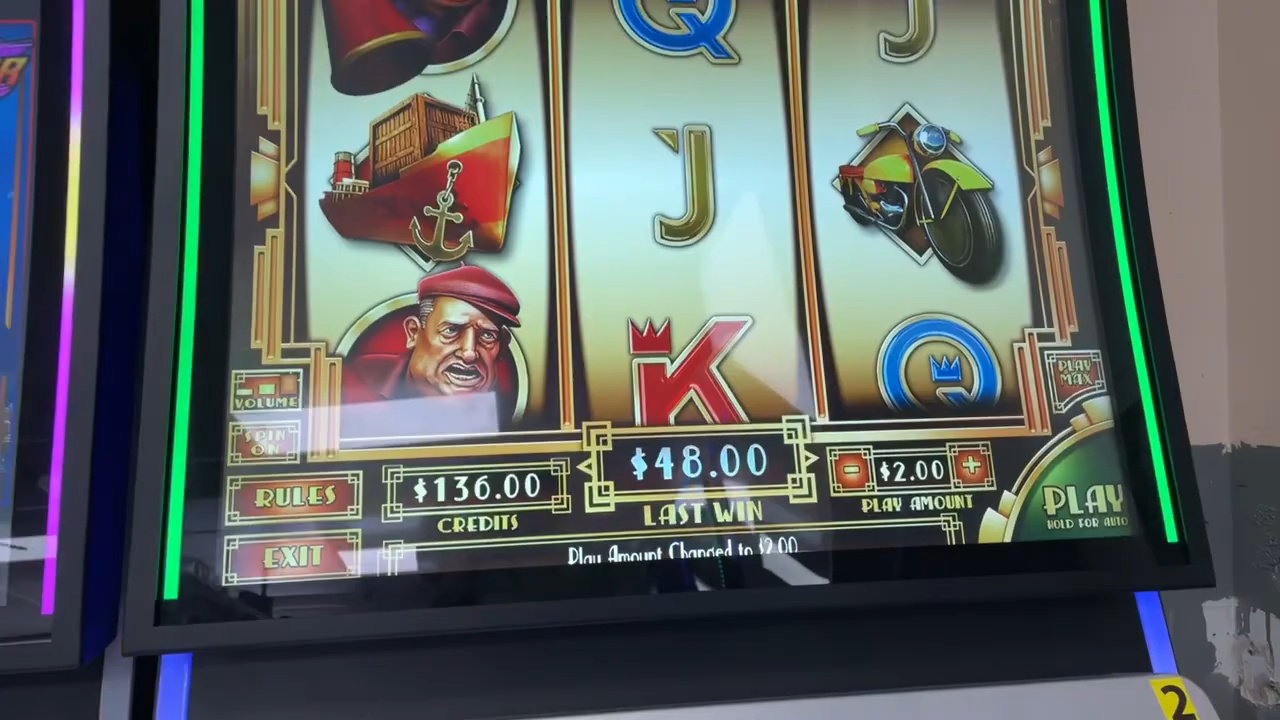 Q
J
J
K
Q
VOLUME
PLAY
MAX
SPIN
ON
RULES
EXIT
$136.00
CREDITS
$48.00
LAST WIN
- $2.00 +
PLAY AMOUNT
PLAY
HOLD FOR AUTO
Play Amount Changed to $2.00
2